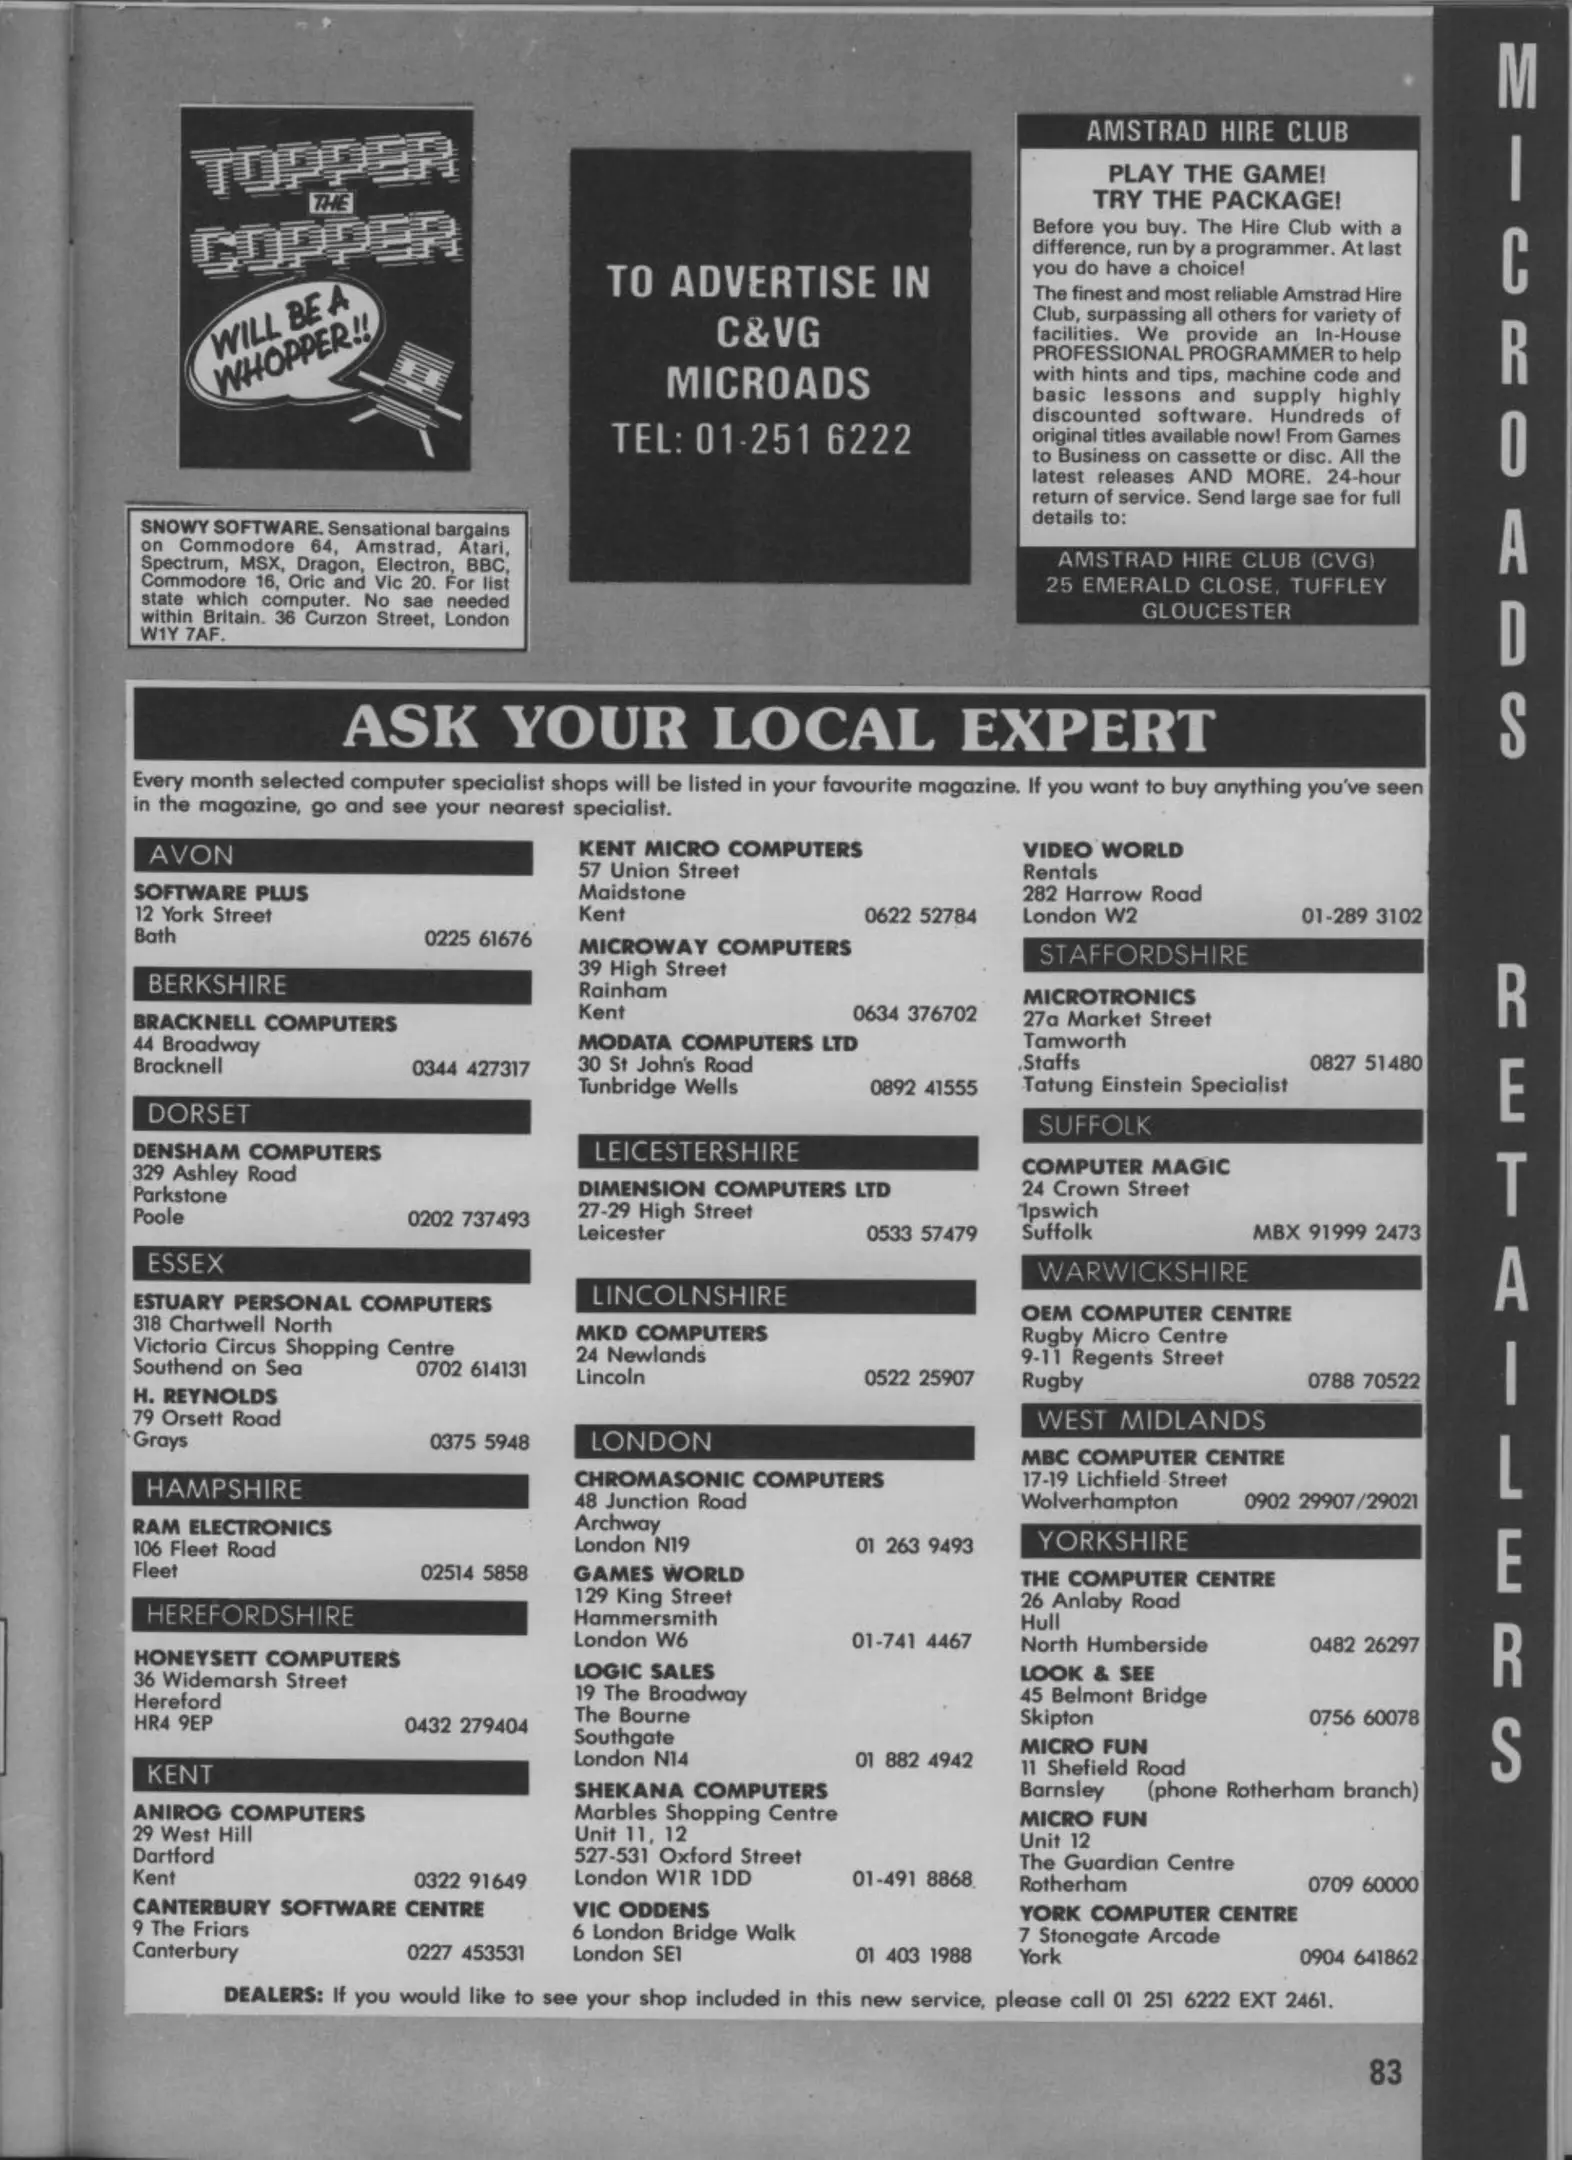 TOPPER
THE
COPPER
WILL BE A
WHOPPER!!
SNOWY SOFTWARE. Sensational bargains
on Commodore 64, Amstrad, Atari,
Spectrum, MSX, Dragon, Electron, BBC,
Commodore 16, Oric and Vic 20. For list
state which computer. No sae needed
within Britain. 36 Curzon Street, London
W1Y 7AF.
TO ADVERTISE IN
C&VG
MICROADS
TEL: 01-251 6222
AMSTRAD HIRE CLUB
PLAY THE GAME!
TRY THE PACKAGE!
Before you buy. The Hire Club with a
difference, run by a programmer. At last
you do have a choice!
The finest and most reliable Amstrad Hire
Club, surpassing all others for variety of
facilities. We provide an In-House
PROFESSIONAL PROGRAMMER to help
with hints and tips, machine code and
basic lessons and supply highly
discounted software. Hundreds of
original titles available now! From Games
to Business on cassette or disc. All the
latest releases AND MORE. 24-hour
return of service. Send large sae for full
details to:
AMSTRAD HIRE CLUB (CVG)
25 EMERALD CLOSE, TUFFLEY
GLOUCESTER
ASK YOUR LOCAL EXPERT
Every month selected computer specialist shops will be listed in your favourite magazine. If you want to buy anything you've seen
in the magazine, go and see your nearest specialist.
AVON
SOFTWARE PLUS
12 York Street
Bath 0225 61676
BERKSHIRE
BRACKNELL COMPUTERS
44 Broadway
Bracknell 0344 427317
DORSET
DENSHAM COMPUTERS
329 Ashley Road
Parkstone
Poole 0202 737493
ESSEX
ESTUARY PERSONAL COMPUTERS
318 Chartwell North
Victoria Circus Shopping Centre
Southend on Sea 0702 614131
H. REYNOLDS
79 Orsett Road
Grays 0375 5948
HAMPSHIRE
RAM ELECTRONICS
106 Fleet Road
Fleet 02514 5858
HEREFORDSHIRE
HONEYSETT COMPUTERS
36 Widemarsh Street
Hereford
HR4 9EP 0432 279404
KENT
ANIROG COMPUTERS
29 West Hill
Dartford
Kent 0322 91649
CANTERBURY SOFTWARE CENTRE
9 The Friars
Canterbury 0227 453531
KENT MICRO COMPUTERS
57 Union Street
Maidstone
Kent 0622 52784
MICROWAY COMPUTERS
39 High Street
Rainham
Kent 0634 376702
MODATA COMPUTERS LTD
30 St John's Road
Tunbridge Wells 0892 41555
LEICESTERSHIRE
DIMENSION COMPUTERS LTD
27-29 High Street
Leicester 0533 57479
LINCOLNSHIRE
MKD COMPUTERS
24 Newlands
Lincoln 0522 25907
LONDON
CHROMASONIC COMPUTERS
48 Junction Road
Archway
London N19 01 263 9493
GAMES WORLD
129 King Street
Hammersmith
London W6 01-741 4467
LOGIC SALES
19 The Broadway
The Bourne
Southgate
London N14 01 882 4942
SHEKANA COMPUTERS
Marbles Shopping Centre
Unit 11, 12
527-531 Oxford Street
London W1R 1DD 01-491 8868
VIC ODDENS
6 London Bridge Walk
London SE1 01 403 1988
VIDEO WORLD
Rentals
282 Harrow Road
London W2 01-289 3102
STAFFORDSHIRE
MICROTRONICS
27a Market Street
Tamworth
Staffs 0827 51480
Tatung Einstein Specialist
SUFFOLK
COMPUTER MAGIC
24 Crown Street
Ipswich
Suffolk MBX 91999 2473
WARWICKSHIRE
OEM COMPUTER CENTRE
Rugby Micro Centre
9-11 Regents Street
Rugby 0788 70522
WEST MIDLANDS
MBC COMPUTER CENTRE
17-19 Lichfield Street
Wolverhampton 0902 29907/29021
YORKSHIRE
THE COMPUTER CENTRE
26 Anlaby Road
Hull
North Humberside 0482 26297
LOOK & SEE
45 Belmont Bridge
Skipton 0756 60078
MICRO FUN
11 Shefield Road
Barnsley (phone Rotherham branch)
MICRO FUN
Unit 12
The Guardian Centre
Rotherham 0709 60000
YORK COMPUTER CENTRE
7 Stonegate Arcade
York 0904 641862
DEALERS: If you would like to see your shop included in this new service, please call 01 251 6222 EXT 2461.
83
MICROADS RETAILERS